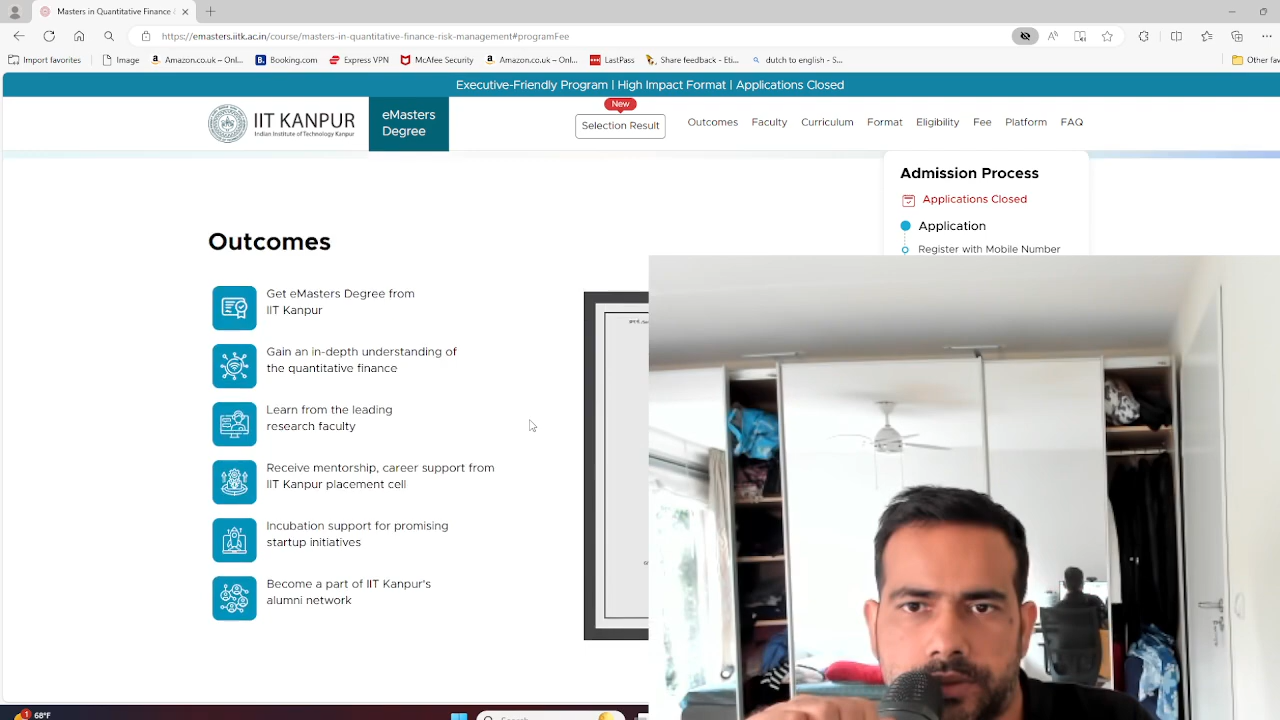 Masters in Quantitative Finance
https://emasters.iitk.ac.in/course/masters-in-quantitative-finance-risk-management#programFee
Import favorites
Image
Amazon.co.uk – Onl...
Booking.com
Express VPN
McAfee Security
Amazon.co.uk – Onl...
LastPass
Share feedback - Eti...
dutch to english - S...
Other fav
Executive-Friendly Program | High Impact Format | Applications Closed
IIT KANPUR
Indian Institute of Technology Kanpur
eMasters
Degree
New
Selection Result
Outcomes
Faculty
Curriculum
Format
Eligibility
Fee
Platform
FAQ
Admission Process
Applications Closed
Application
Register with Mobile Number
Outcomes
Get eMasters Degree from
IIT Kanpur
Gain an in-depth understanding of
the quantitative finance
Learn from the leading
research faculty
Receive mentorship, career support from
IIT Kanpur placement cell
Incubation support for promising
startup initiatives
Become a part of IIT Kanpur's
alumni network
1
68°F
Search